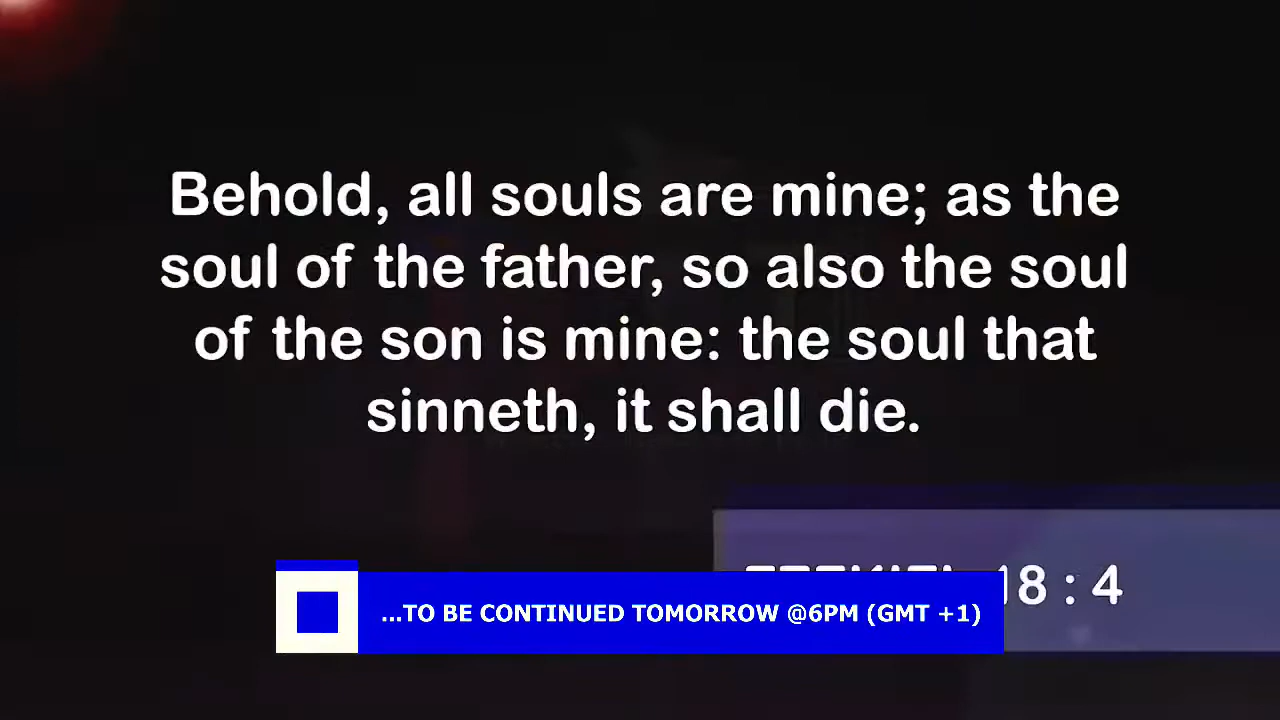 Behold, all souls are mine; as the
soul of the father, so also the soul
of the son is mine: the soul that
sinneth, it shall die.
18 : 4
...TO BE CONTINUED TOMORROW @6PM (GMT +1)